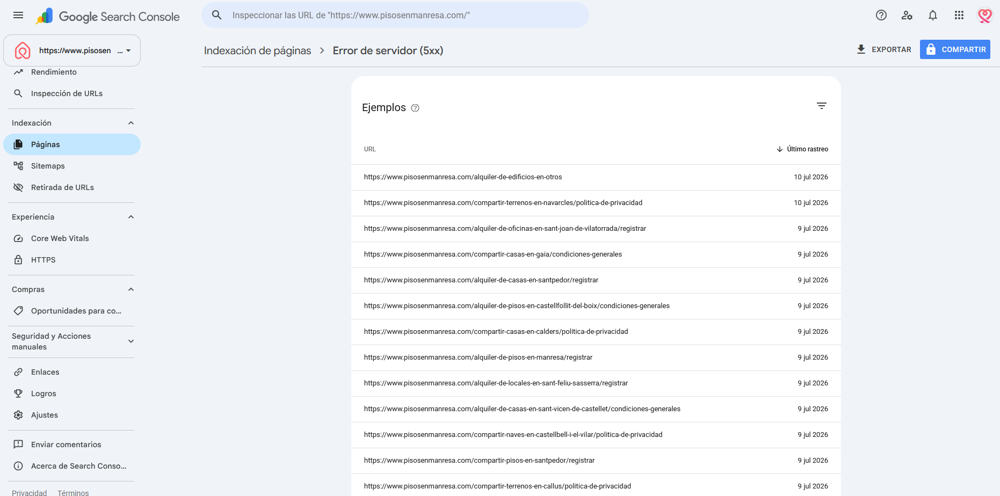 Google Search Console
Inspeccionar las URL de "https://www.pisosenmanresa.com/"
https://www.pisosen ...
Indexación de páginas > Error de servidor (5xx)
EXPORTAR
COMPARTIR
Rendimiento
Inspección de URLs
Indexación
Páginas
Sitemaps
Retirada de URLs
Experiencia
Core Web Vitals
HTTPS
Compras
Oportunidades para co...
Seguridad y Acciones
manuales
Enlaces
Logros
Ajustes
Enviar comentarios
Acerca de Search Conso...
Privacidad Términos
Ejemplos
URL Último rastreo
https://www.pisosenmanresa.com/alquiler-de-edificios-en-otros 10 jul 2026
https://www.pisosenmanresa.com/compartir-terrenos-en-navarcles/politica-de-privacidad 10 jul 2026
https://www.pisosenmanresa.com/alquiler-de-oficinas-en-sant-joan-de-vilatorrada/registrar 9 jul 2026
https://www.pisosenmanresa.com/compartir-casas-en-gaia/condiciones-generales 9 jul 2026
https://www.pisosenmanresa.com/alquiler-de-casas-en-santpedor/registrar 9 jul 2026
https://www.pisosenmanresa.com/alquiler-de-pisos-en-castellfollit-del-boix/condiciones-generales 9 jul 2026
https://www.pisosenmanresa.com/compartir-casas-en-calders/politica-de-privacidad 9 jul 2026
https://www.pisosenmanresa.com/alquiler-de-pisos-en-manresa/registrar 9 jul 2026
https://www.pisosenmanresa.com/alquiler-de-locales-en-sant-feliu-sasserra/registrar 9 jul 2026
https://www.pisosenmanresa.com/alquiler-de-casas-en-sant-vicen-de-castellet/condiciones-generales 9 jul 2026
https://www.pisosenmanresa.com/compartir-naves-en-castellbell-i-el-vilar/politica-de-privacidad 9 jul 2026
https://www.pisosenmanresa.com/compartir-pisos-en-santpedor/registrar 9 jul 2026
https://www.pisosenmanresa.com/compartir-terrenos-en-callus/politica-de-privacidad 9 jul 2026